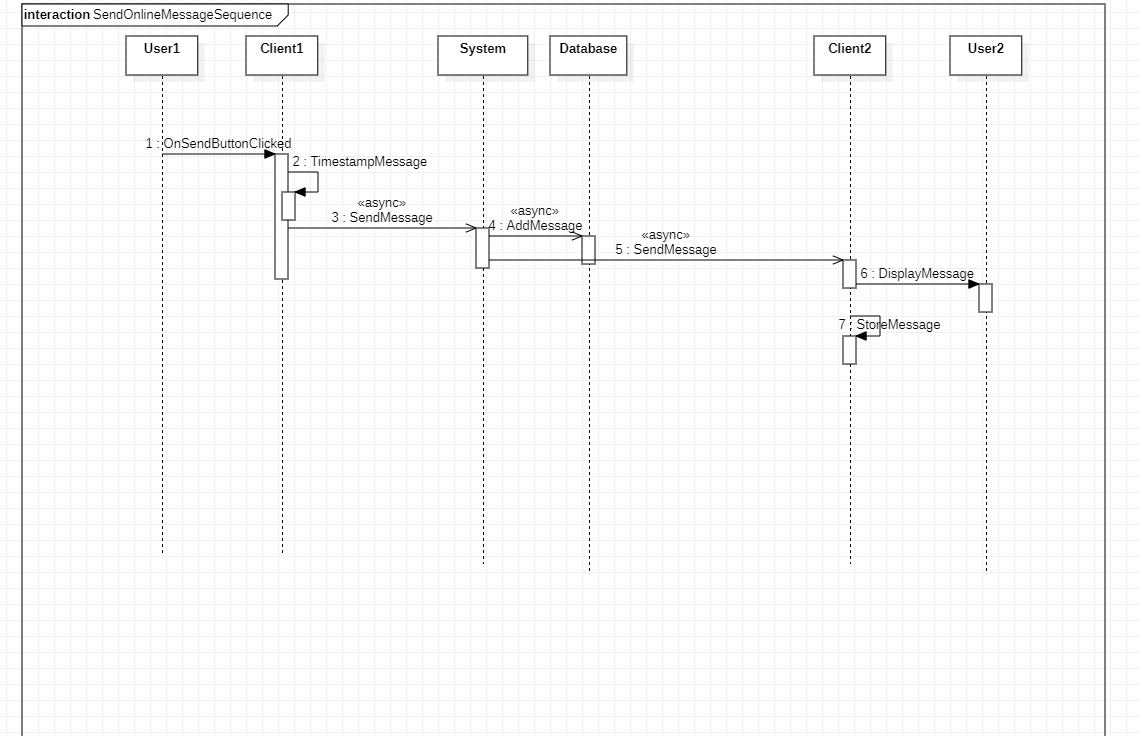 interaction SendOnlineMessageSequence
User1
Client1
System
Database
Client2
User2
1 : OnSendButtonClicked
2 : TimestampMessage
«async»
3 : SendMessage
«async»
4 : AddMessage
«async»
5 : SendMessage
6 : DisplayMessage
7 : StoreMessage